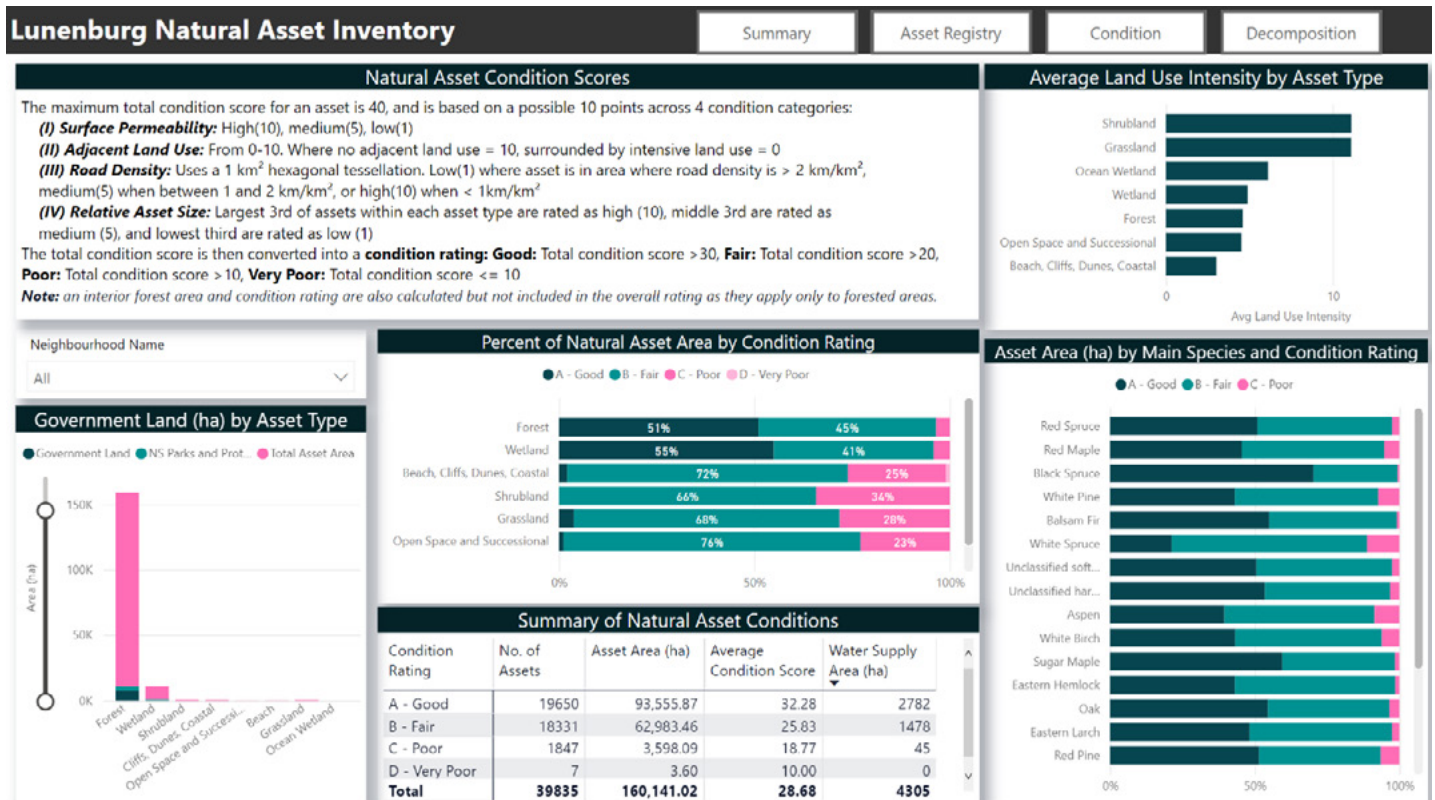 Lunenburg Natural Asset Inventory
Summary
Asset Registry
Condition
Decomposition
Natural Asset Condition Scores
The maximum total condition score for an asset is 40, and is based on a possible 10 points across 4 condition categories:
(I) Surface Permeability: High(10), medium(5), low(1)
(II) Adjacent Land Use: From 0-10. Where no adjacent land use = 10, surrounded by intensive land use = 0
(III) Road Density: Uses a 1 km² hexagonal tessellation. Low(1) where asset is in area where road density is > 2 km/km²,
medium(5) when between 1 and 2 km/km², or high(10) when < 1km/km²
(IV) Relative Asset Size: Largest 3rd of assets within each asset type are rated as high (10), middle 3rd are rated as
medium (5), and lowest third are rated as low (1)
The total condition score is then converted into a condition rating: Good: Total condition score >30, Fair: Total condition score >20,
Poor: Total condition score >10, Very Poor: Total condition score <= 10
Note: an interior forest area and condition rating are also calculated but not included in the overall rating as they apply only to forested areas.
Average Land Use Intensity by Asset Type
Shrubland
Grassland
Ocean Wetland
Wetland
Forest
Open Space and Successional
Beach, Cliffs, Dunes, Coastal
0 10
Avg Land Use Intensity
Neighbourhood Name
All
Government Land (ha) by Asset Type
Government Land NS Parks and Prot... Total Asset Area
Area (ha)
150K
100K
50K
0K
Forest
Wetland
Shrubland
Cliffs, Dunes, Coastal
Open Space and Successi...
Beach
Grassland
Ocean Wetland
Percent of Natural Asset Area by Condition Rating
A - Good B - Fair C - Poor D - Very Poor
Forest 51% 45%
Wetland 55% 41%
Beach, Cliffs, Dunes, Coastal 72% 25%
Shrubland 66% 34%
Grassland 68% 28%
Open Space and Successional 76% 23%
0% 50% 100%
Summary of Natural Asset Conditions
Condition No. of Asset Area (ha) Average Water Supply
Rating Assets Condition Score Area (ha)
A - Good 19650 93,555.87 32.28 2782
B - Fair 18331 62,983.46 25.83 1478
C - Poor 1847 3,598.09 18.77 45
D - Very Poor 7 3.60 10.00 0
Total 39835 160,141.02 28.68 4305
Asset Area (ha) by Main Species and Condition Rating
A - Good B - Fair C - Poor
Red Spruce
Red Maple
Black Spruce
White Pine
Balsam Fir
White Spruce
Unclassified soft...
Unclassified har...
Aspen
White Birch
Sugar Maple
Eastern Hemlock
Oak
Eastern Larch
Red Pine
0% 50% 100%